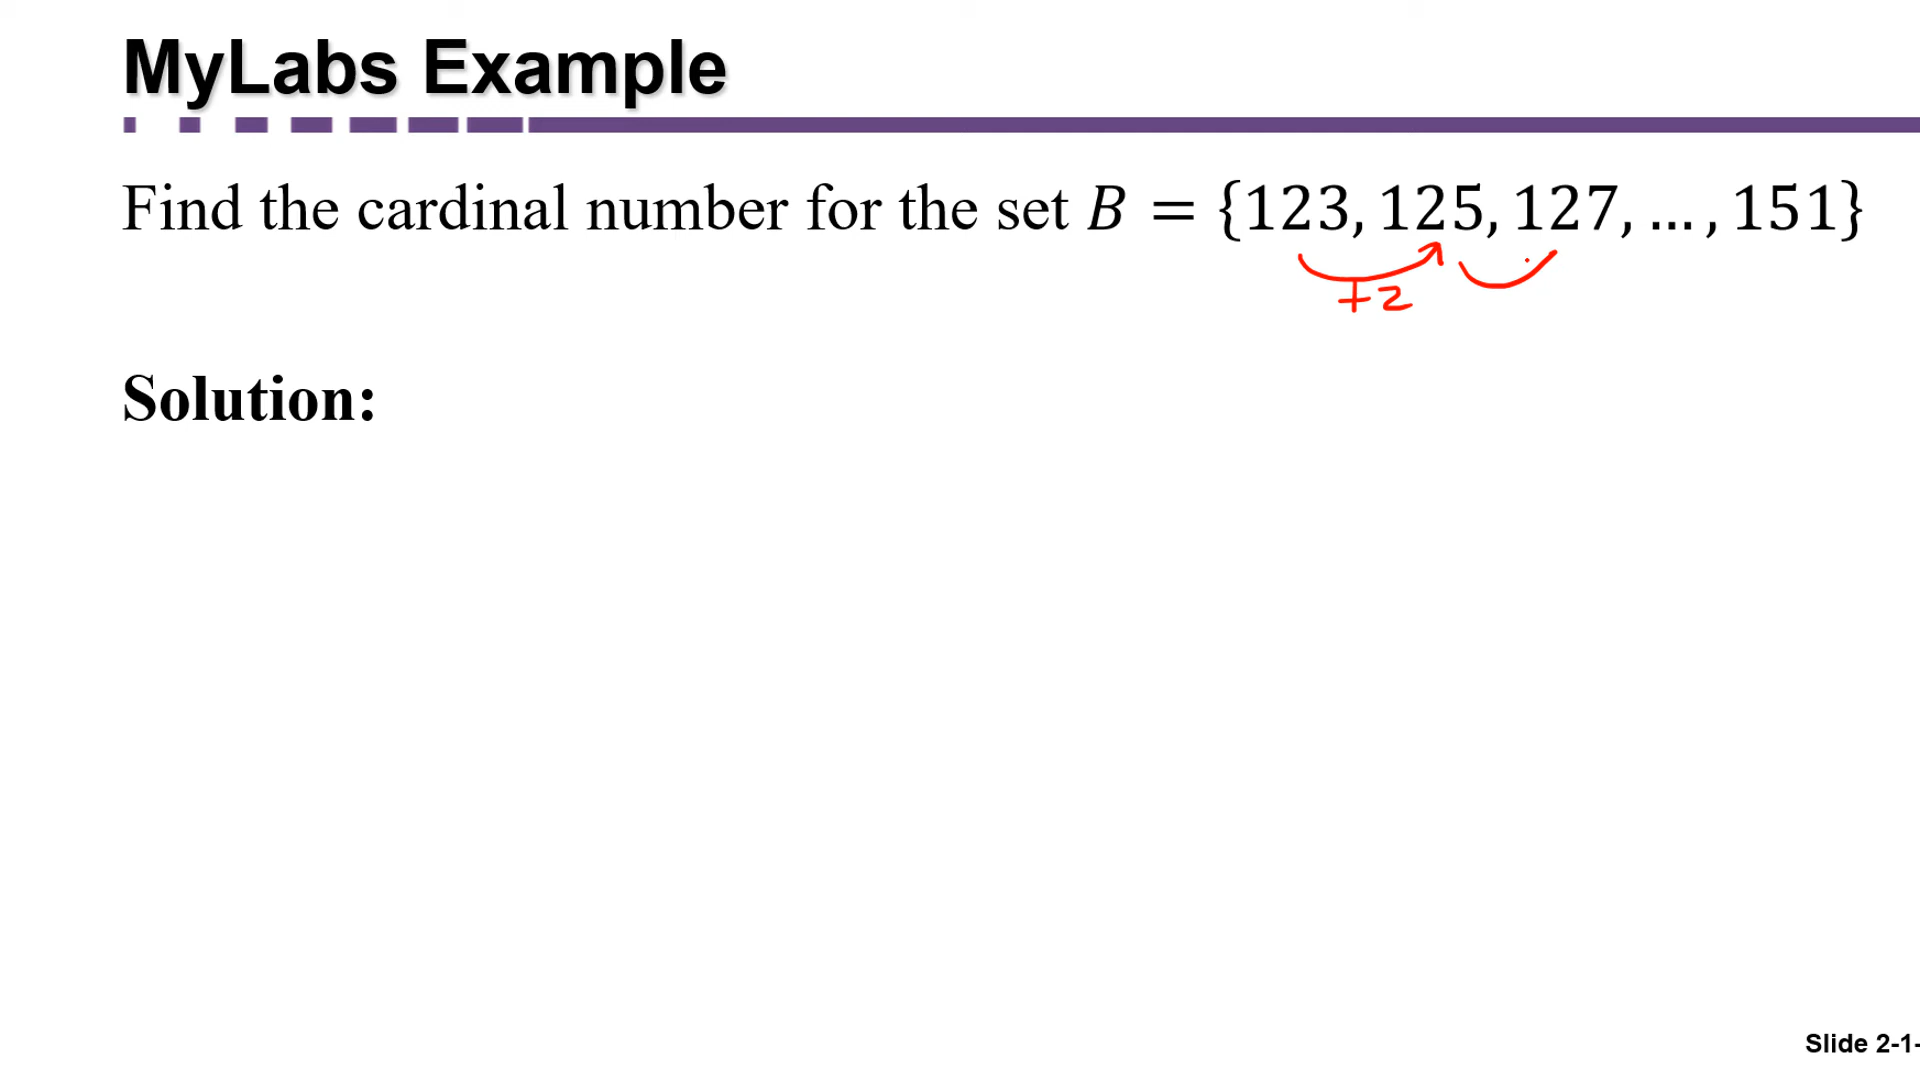 MyLabs Example
Find the cardinal number for the set B = {123, 125, 127, … , 151}
+2
Solution:
Slide 2-1-